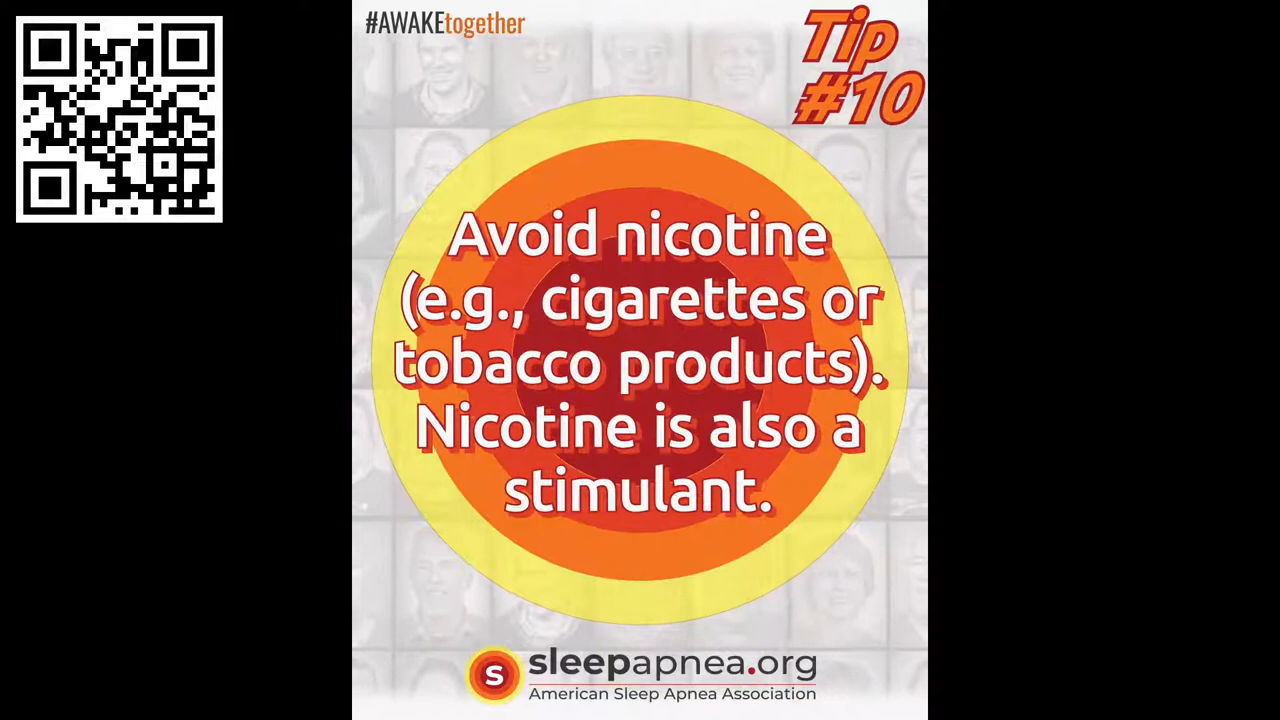 #AWAKEtogether
Tip
#10
Avoid nicotine
(e.g., cigarettes or
tobacco products).
Nicotine is also a
stimulant.
s
sleepapnea.org
American Sleep Apnea Association